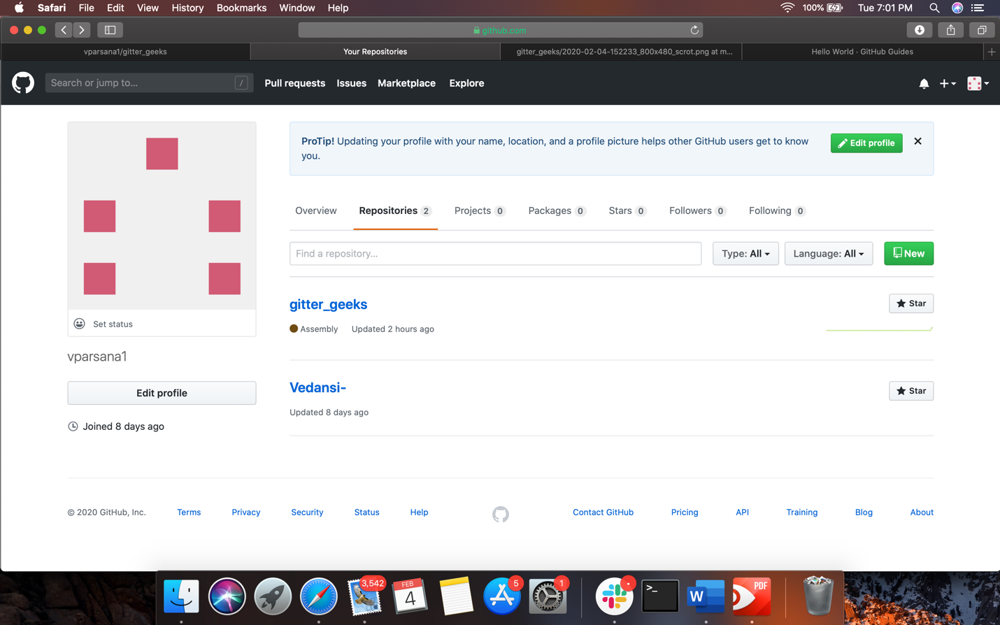 Safari File Edit View History Bookmarks Window Help 100% Tue 7:01 PM
github.com
vparsana1/gitter_geeks Your Repositories gitter_geeks/2020-02-04-152233_800x480_scrot.png at m... Hello World · GitHub Guides
Search or jump to... / Pull requests Issues Marketplace Explore
ProTip! Updating your profile with your name, location, and a profile picture helps other GitHub users get to know
you.
Edit profile
Overview Repositories 2 Projects 0 Packages 0 Stars 0 Followers 0 Following 0
Find a repository... Type: All Language: All New
gitter_geeks Star
Assembly Updated 2 hours ago
Set status
vparsana1
Vedansi- Star
Edit profile
Updated 8 days ago
Joined 8 days ago
© 2020 GitHub, Inc. Terms Privacy Security Status Help Contact GitHub Pricing API Training Blog About
3,542 FEB 4 5 1 >_ W PDF